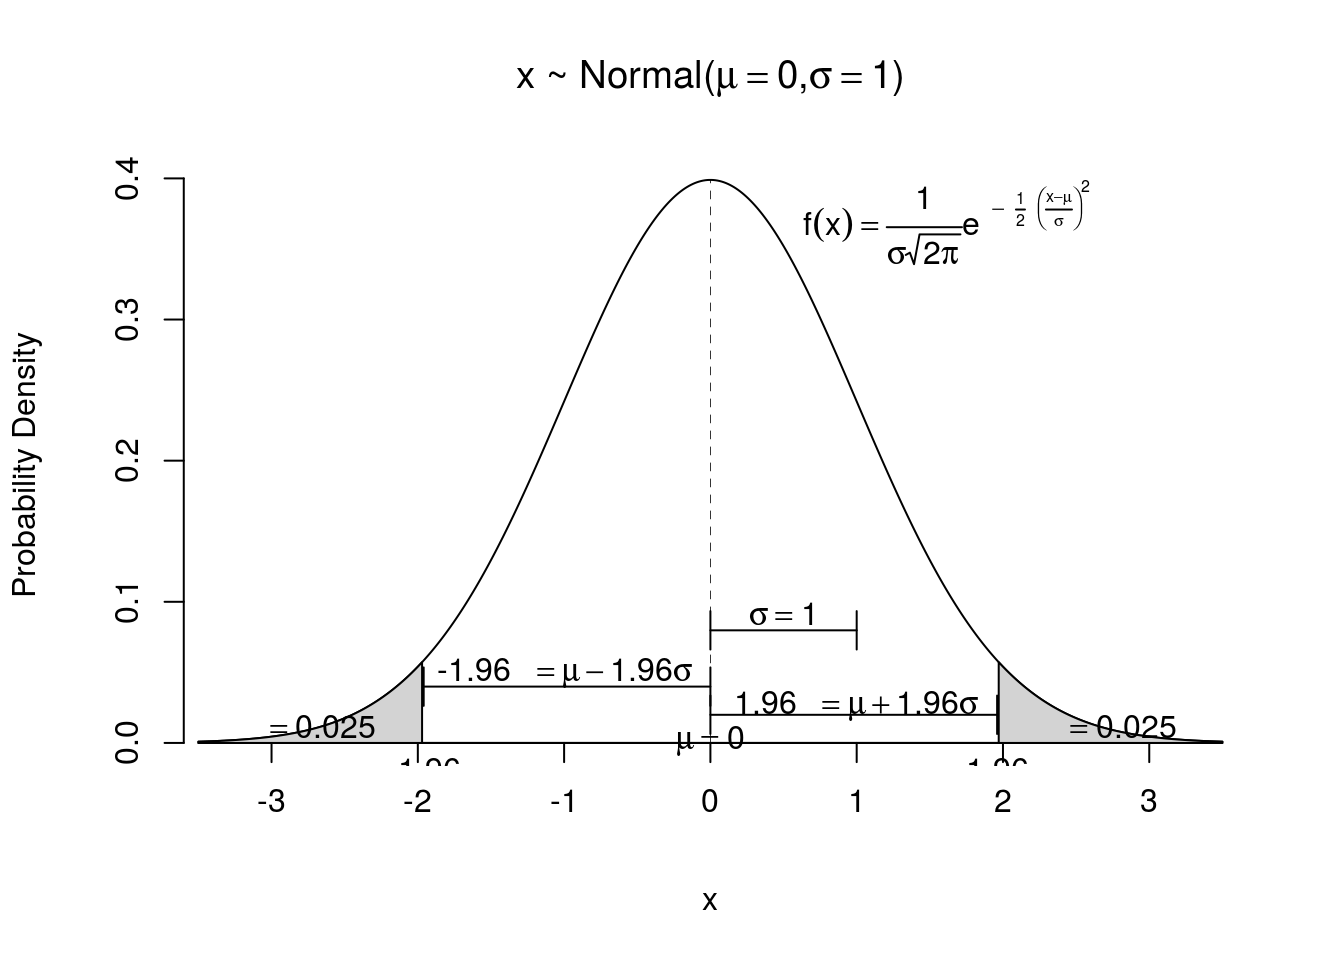 x ~ Normal(μ = 0,σ = 1)
f(x) = 1/(σ√2π) e^(− 1/2 ((x−μ)/σ)^2)
Probability Density
0.4
0.3
0.2
0.1
0.0
σ = 1
-1.96 = μ − 1.96σ
1.96 = μ + 1.96σ
= 0.025
μ = 0
= 0.025
-3 -2 -1 0 1 2 3
x